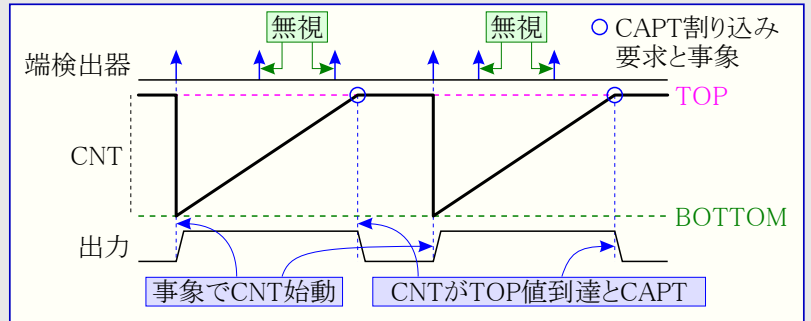 無視
無視
CAPT割り込み
要求と事象
端検出器
TOP
CNT
BOTTOM
出力
事象でCNT始動
CNTがTOP値到達とCAPT